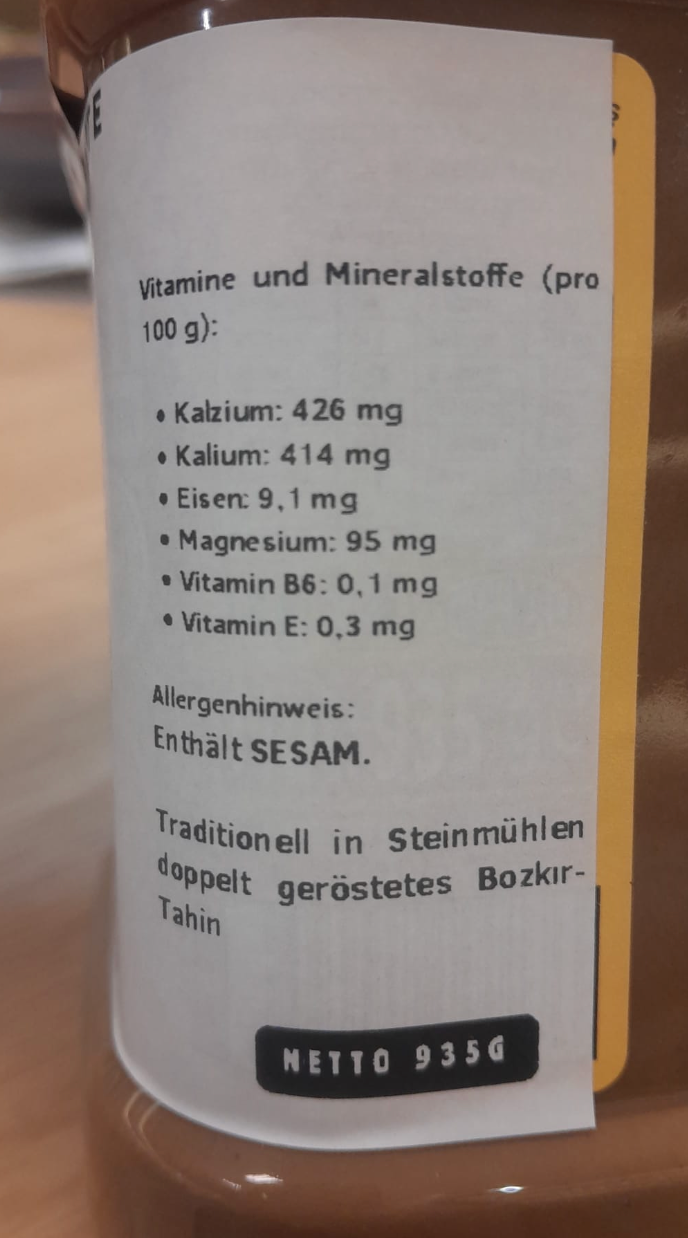 Vitamine und Mineralstoffe (pro
100 g):
• Kalzium: 426 mg
• Kalium: 414 mg
• Eisen: 9,1 mg
• Magnesium: 95 mg
• Vitamin B6: 0,1 mg
• Vitamin E: 0,3 mg
Allergenhinweis:
Enthält SESAM.
Traditionell in Steinmühlen
doppelt geröstetes Bozkır-
Tahin
NETTO 935G